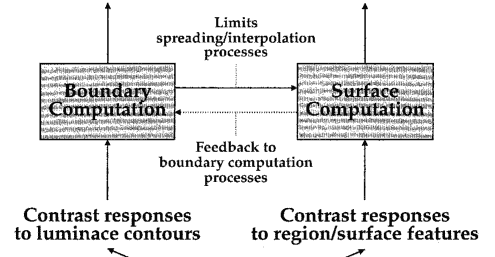 Limits
spreading/interpolation
processes
Boundary
Computation
Surface
Computation
Feedback to
boundary computation
processes
Contrast responses
to luminace contours
Contrast responses
to region/surface features